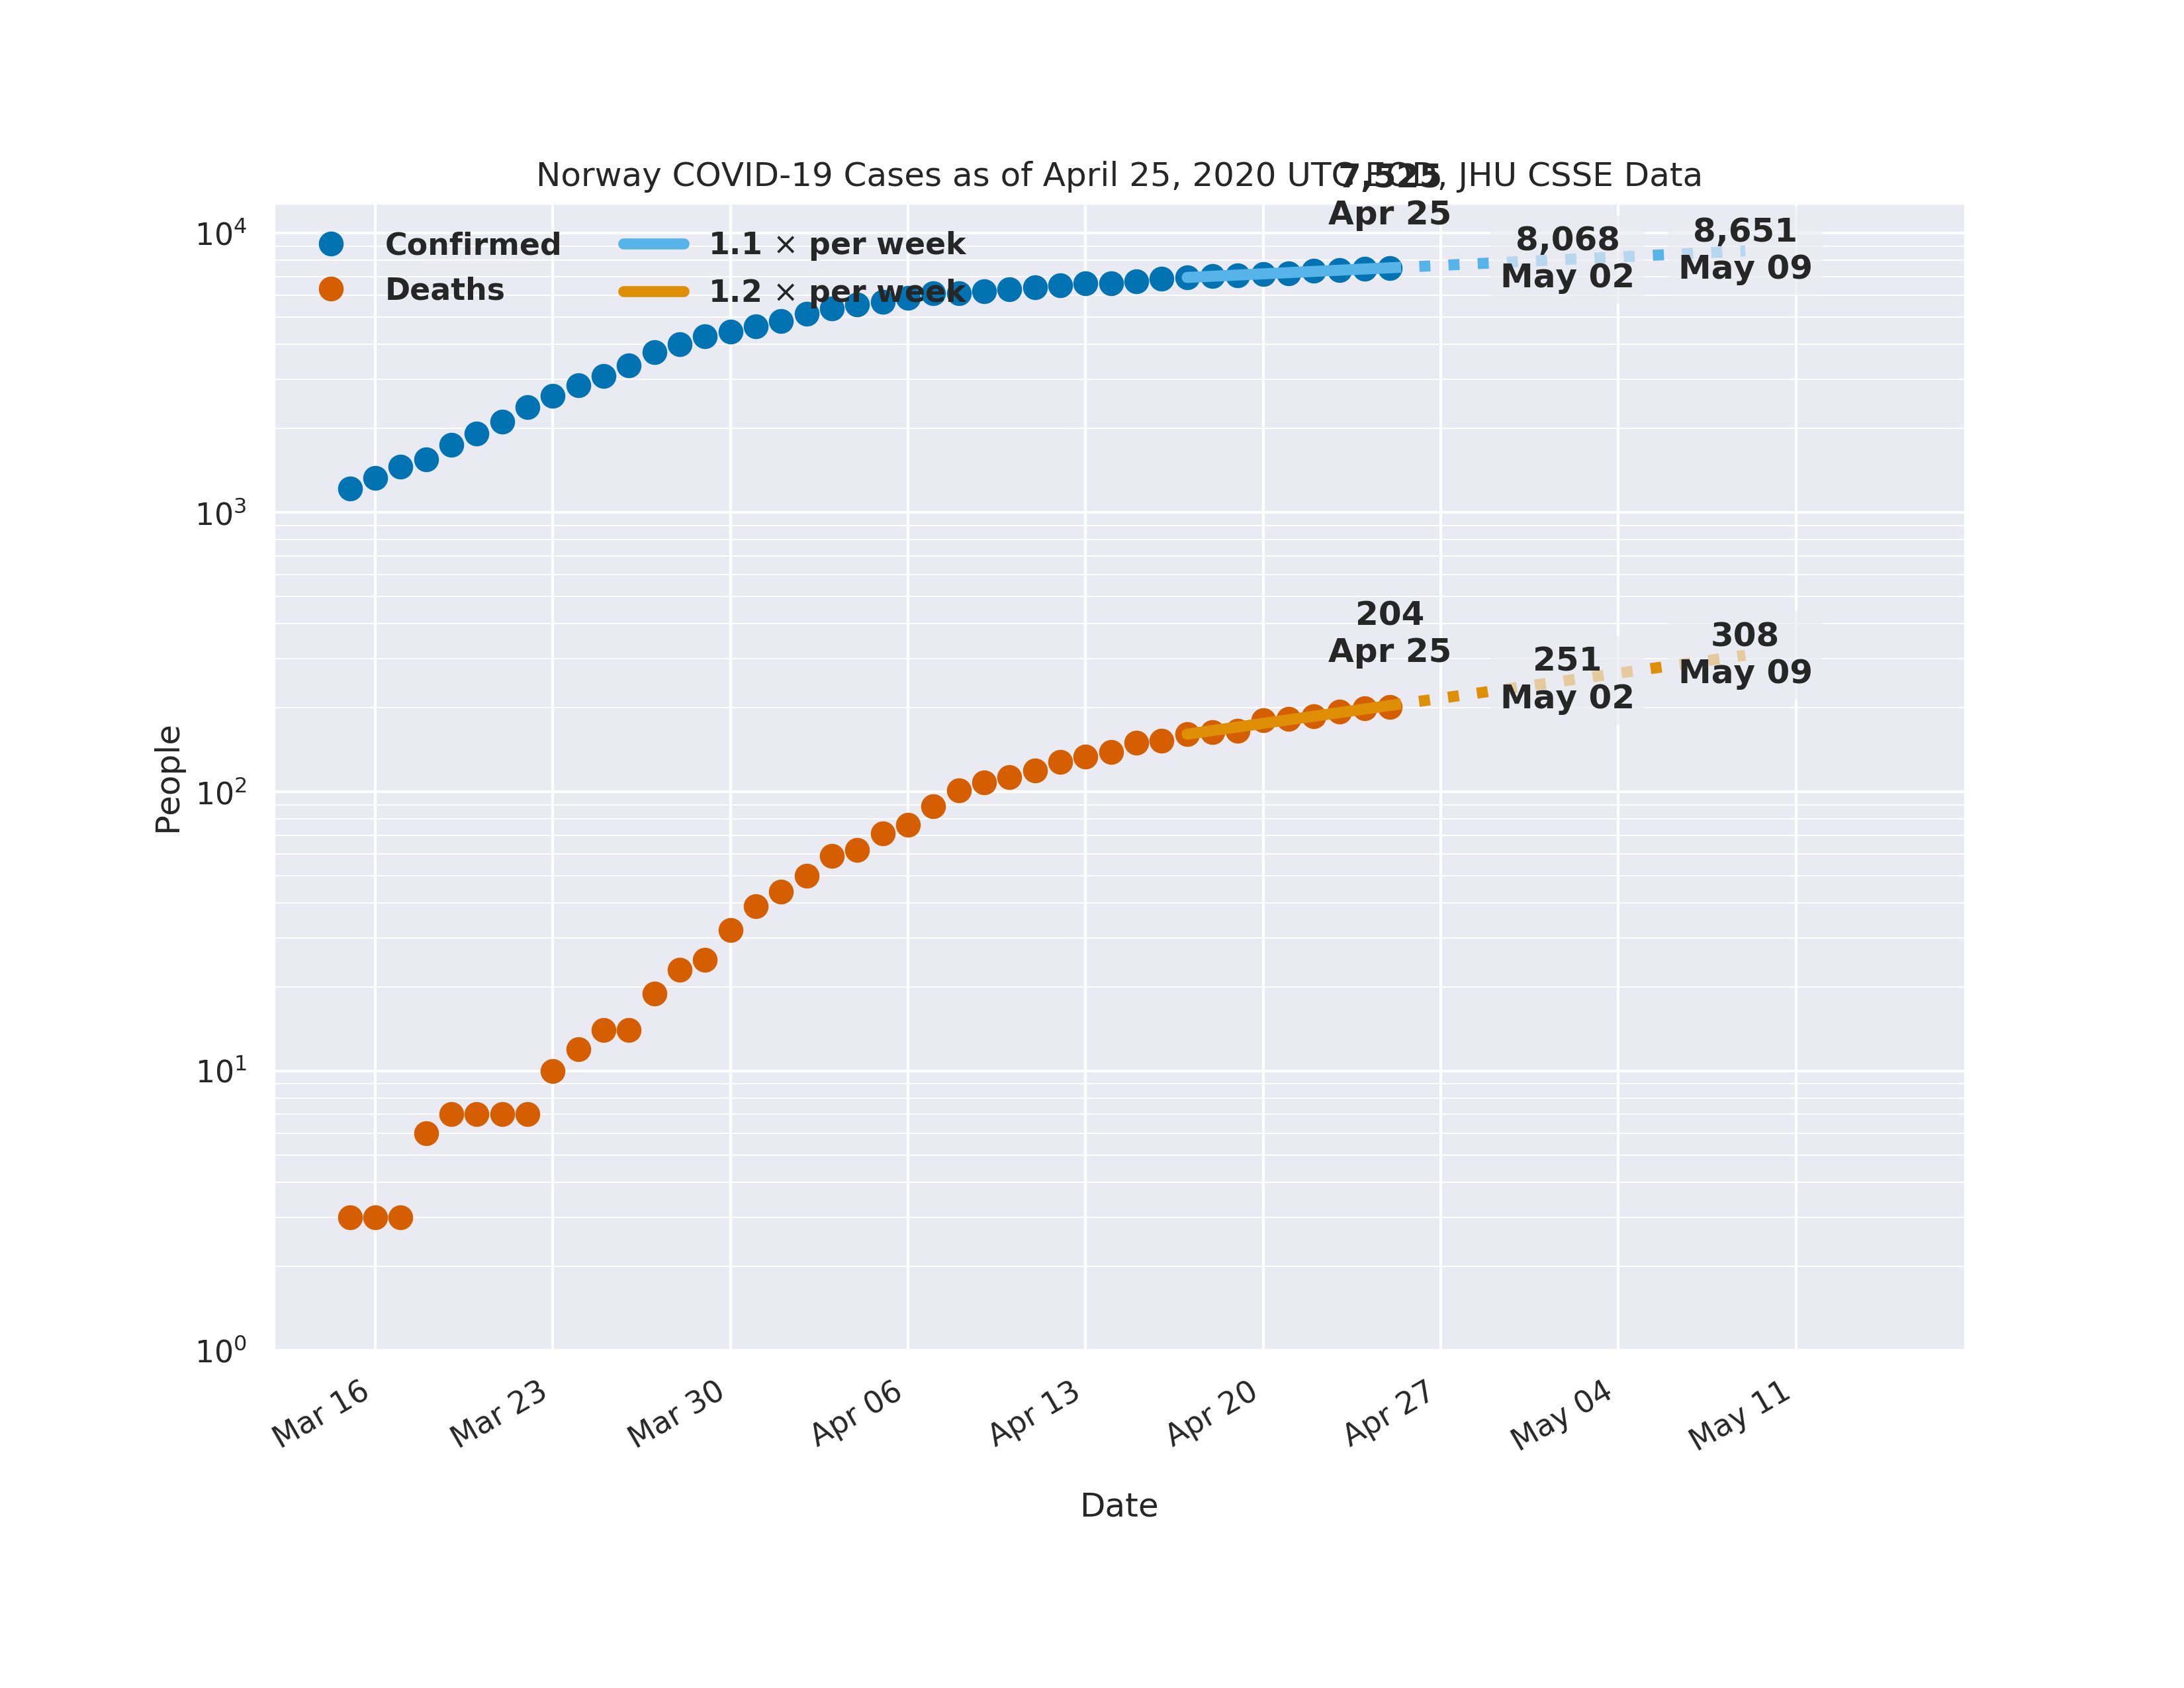 Norway COVID-19 Cases as of April 25, 2020 UTC EOD, JHU CSSE Data
7,525
Apr 25
8,068
May 02
8,651
May 09
Confirmed
Deaths
1.1 × per week
1.2 × per week
204
Apr 25
251
May 02
308
May 09
People
10⁴
10³
10²
10¹
10⁰
Mar 16
Mar 23
Mar 30
Apr 06
Apr 13
Apr 20
Apr 27
May 04
May 11
Date